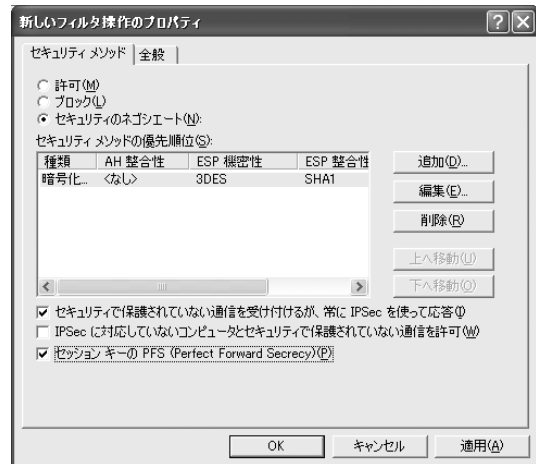 新しいフィルタ操作のプロパティ
セキュリティ メソッド 全般
許可(M)
ブロック(L)
セキュリティのネゴシエート(N):
セキュリティ メソッドの優先順位(S):
種類 AH 整合性 ESP 機密性 ESP 整合性
暗号化... <なし> 3DES SHA1
追加(D)...
編集(E)...
削除(R)
上へ移動(U)
下へ移動(O)
セキュリティで保護されていない通信を受け付けるが、常に IPSec を使って応答(I)
IPSec に対応していないコンピュータとセキュリティで保護されていない通信を許可(W)
セッション キーの PFS (Perfect Forward Secrecy)(P)
OK キャンセル 適用(A)